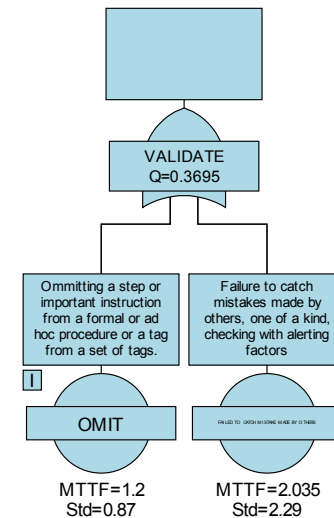 VALIDATE
Q=0.3695
Ommitting a step or
important instruction
from a formal or ad
hoc procedure or a tag
from a set of tags.
Failure to catch
mistakes made by
others, one of a kind,
checking with alerting
factors
I
OMIT
FAILED TO CATCH MISTAKE MADE BY OTHERS
MTTF=1.2
Std=0.87
MTTF=2.035
Std=2.29